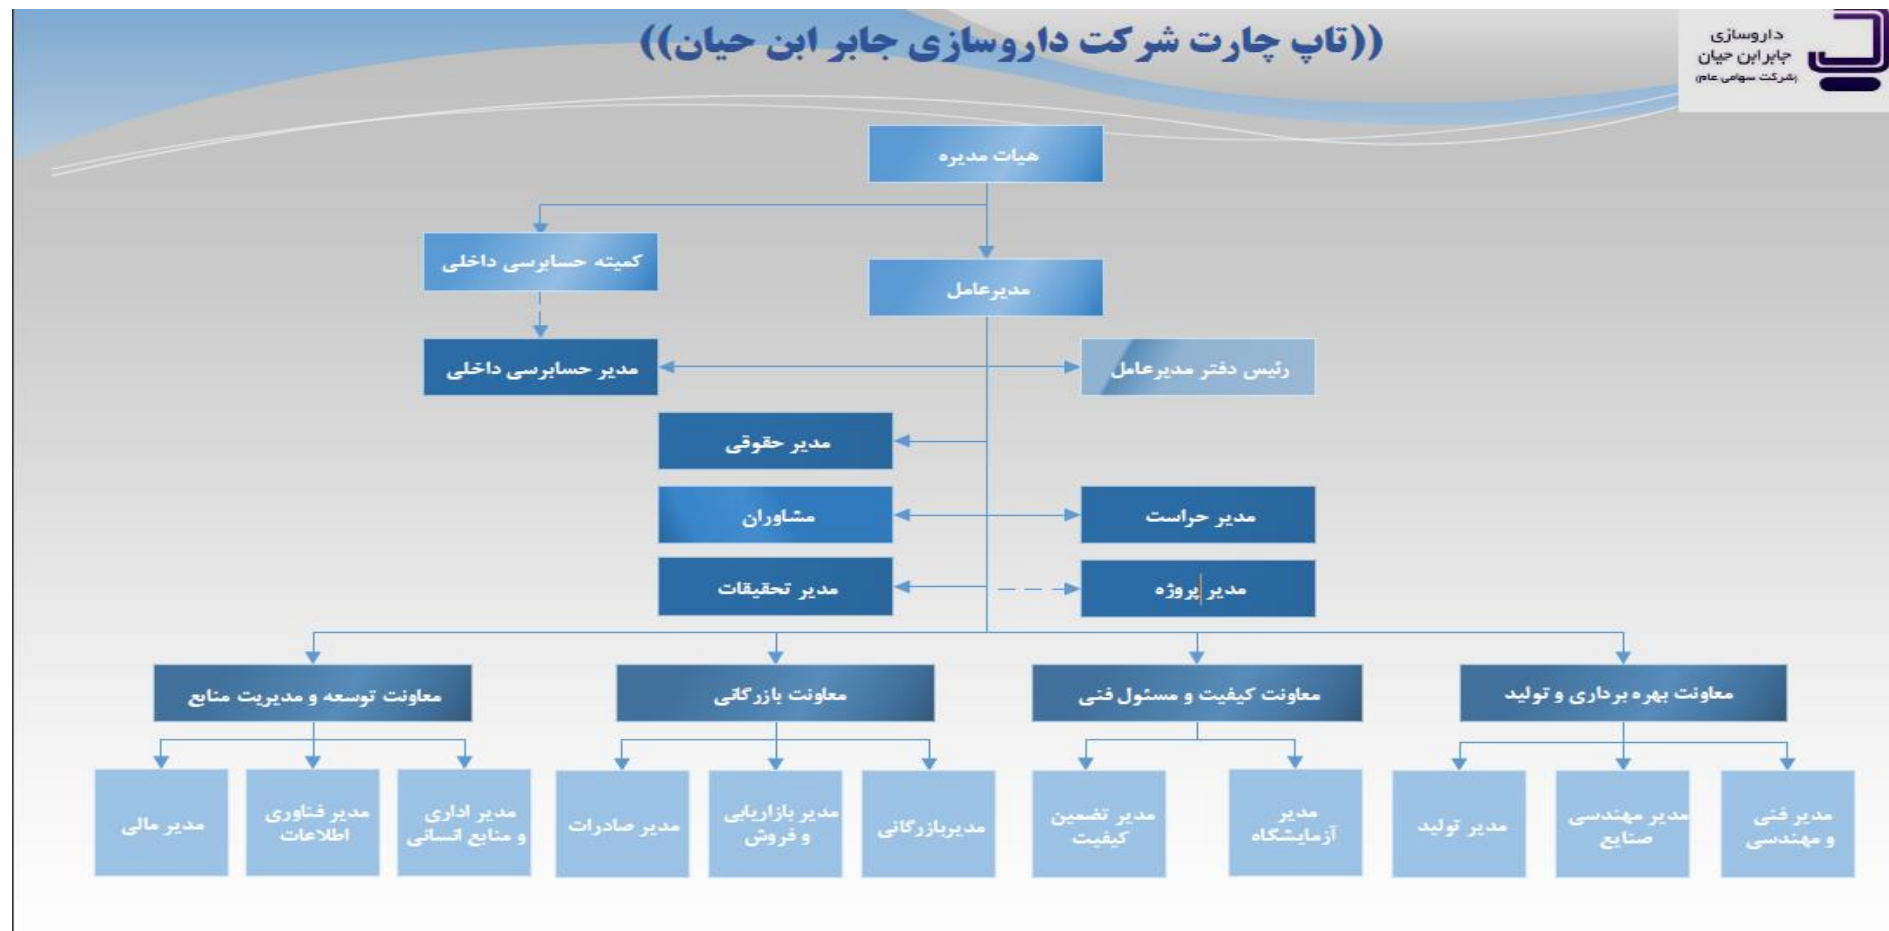 ((تاپ چارت شرکت داروسازی جابر ابن حیان))
داروسازی
جابرابن حیان
(شرکت سهامی عام)
هیات مدیره
کمیته حسابرسی داخلی
مدیرعامل
رئیس دفتر مدیرعامل
مدیر حسابرسی داخلی
مدیر حقوقی
مدیر حراست
مشاوران
مدیر پروژه
مدیر تحقیقات
معاونت بهره برداری و تولید
معاونت کیفیت و مسئول فنی
معاونت بازرگانی
معاونت توسعه و مدیریت منابع
مدیر فنی
و مهندسی
مدیر مهندسی
صنایع
مدیر تولید
مدیر
آزمایشگاه
مدیر تضمین
کیفیت
مدیربازرگانی
مدیر بازاریابی
و فروش
مدیر صادرات
مدیر اداری
و منابع انسانی
مدیر فناوری
اطلاعات
مدیر مالی